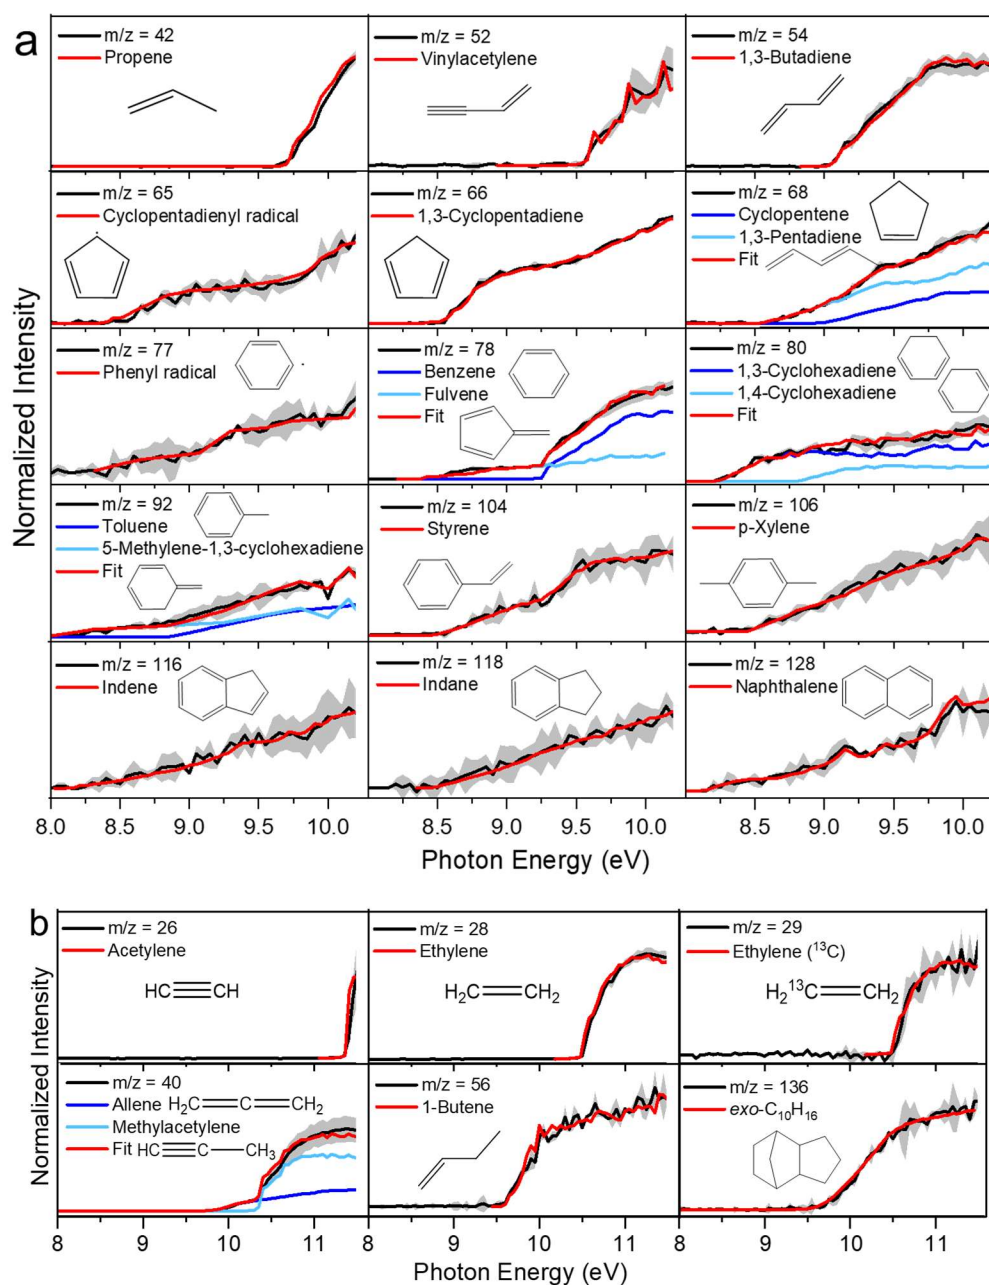 a
m/z = 42
Propene
m/z = 52
Vinylacetylene
m/z = 54
1,3-Butadiene
m/z = 65
Cyclopentadienyl radical
m/z = 66
1,3-Cyclopentadiene
m/z = 68
Cyclopentene
1,3-Pentadiene
Fit
m/z = 77
Phenyl radical
m/z = 78
Benzene
Fulvene
Fit
m/z = 80
1,3-Cyclohexadiene
1,4-Cyclohexadiene
Fit
m/z = 92
Toluene
5-Methylene-1,3-cyclohexadiene
Fit
m/z = 104
Styrene
m/z = 106
p-Xylene
m/z = 116
Indene
m/z = 118
Indane
m/z = 128
Naphthalene
Normalized Intensity
8.0 8.5 9.0 9.5 10.0 8.5 9.0 9.5 10.0 8.5 9.0 9.5 10.0
Photon Energy (eV)
b
m/z = 26
Acetylene
HC CH
m/z = 28
Ethylene
H₂C CH₂
m/z = 29
Ethylene (¹³C)
H₂¹³C CH₂
m/z = 40
Allene H₂C C CH₂
Methylacetylene
Fit HC C CH₃
m/z = 56
1-Butene
m/z = 136
exo-C₁₀H₁₆
Normalized Intensity
8 9 10 11 8 9 10 11 8 9 10 11
Photon Energy (eV)